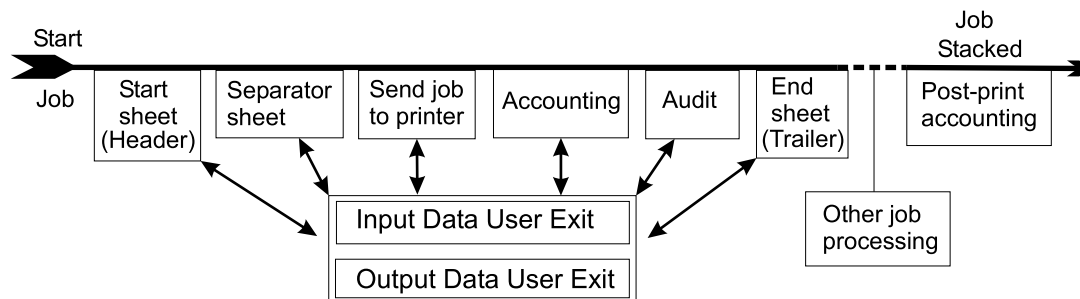 Start
Job
Job
Stacked
Start
sheet
(Header)
Separator
sheet
Send job
to printer
Accounting
Audit
End
sheet
(Trailer)
Post-print
accounting
Input Data User Exit
Output Data User Exit
Other job
processing